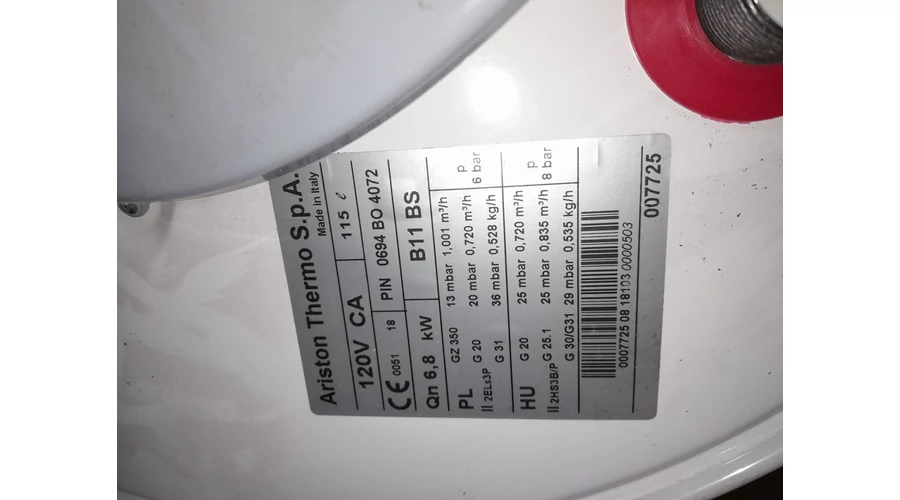 Ariston Thermo S.p.A.
Made in Italy
120V CA 115 ℓ
CE 0051 18 PIN 0694 BO 4072
Qn 6,8 kW B11 BS
PL GZ 350 13 mbar 1,001 m³/h p
II 2ELs3P G 20 20 mbar 0,720 m³/h 6 bar
G 31 36 mbar 0,528 kg/h
HU G 20 25 mbar 0,720 m³/h p
II 2HS3B/P G 25.1 25 mbar 0,835 m³/h 8 bar
G 30/G31 29 mbar 0,535 kg/h
0007725 08 18103 0000503
007725